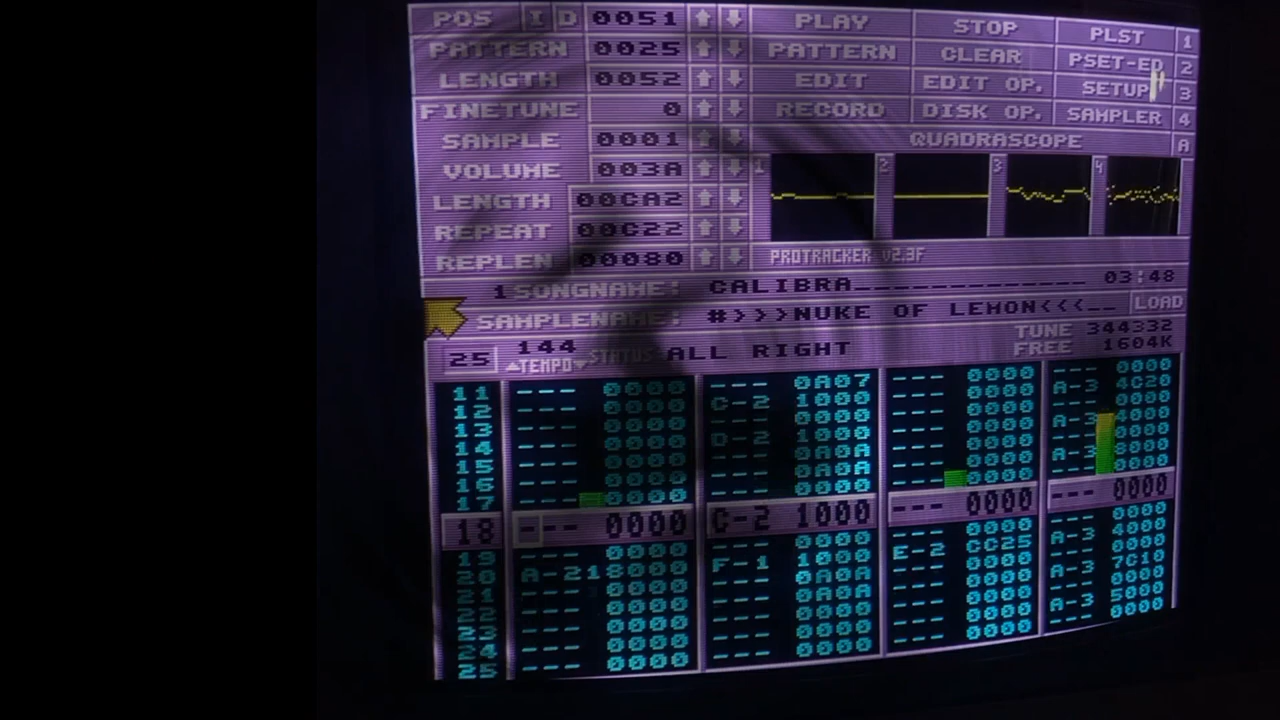 POS I D 0051 PLAY STOP PLST 1
PATTERN 0025 PATTERN CLEAR PSET-ED 2
LENGTH 0052 EDIT EDIT OP. SETUP 3
FINETUNE 0 RECORD DISK OP. SAMPLER 4
SAMPLE 0001 QUADRASCOPE A
VOLUME 003A 1 2 3 4
LENGTH 00CA2
REPEAT 00C22
REPLEN 00080 PROTRACKER V2.3F
1 SONGNAME: CALIBRA_______________ 03:48
SAMPLENAME: #>>>NUKE OF LEMON<<<__ LOAD
25 144 TEMPO STATUS: ALL RIGHT TUNE 344332
FREE 1604K
11 --- 0000 --- 0A07 --- 0000 --- 0000
12 --- 0000 C-2 1000 --- 0000 A-3 4C20
13 --- 0000 --- 0000 --- 0000 --- 0000
14 --- 0000 D-2 1000 --- 0000 A-3 4000
15 --- 0000 --- 0A0A --- 0000 --- 0000
16 --- 0000 --- 0A0A --- 0000 A-3 8000
17 --- 0000 --- 0000 --- 0000 --- 0000
18 --- 0000 C-2 1000 --- 0000 --- 0000
19 --- 0000 --- 0000 --- 0000 --- 0000
20 A-2 18000 F-1 1000 E-2 CC25 A-3 4000
21 --- 0000 --- 0A0A --- 0000 --- 0000
22 --- 0000 --- 0A0A --- 0000 A-3 7C10
23 --- 0000 --- 0000 --- 0000 --- 0000
24 --- 0000 --- 0000 --- 0000 A-3 5000
25 --- 0000 --- 0000 --- 0000 --- 0000